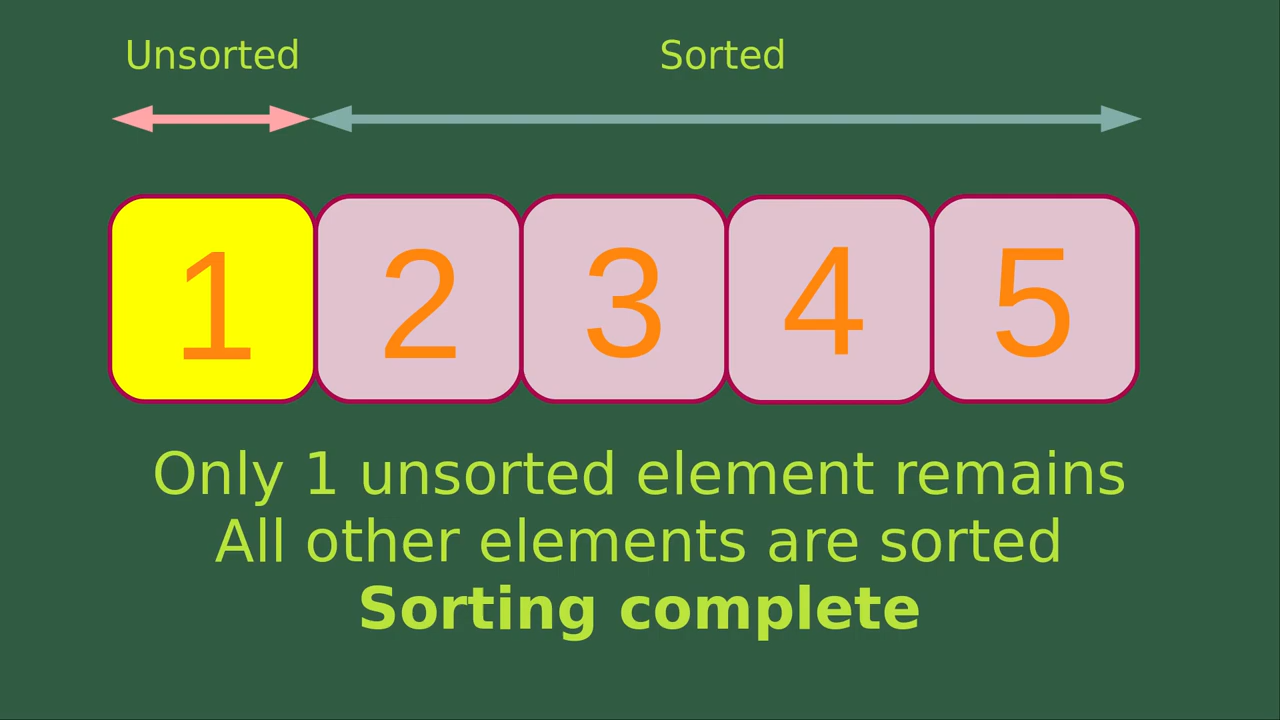 Unsorted Sorted
1 2 3 4 5
Only 1 unsorted element remains
All other elements are sorted
Sorting complete